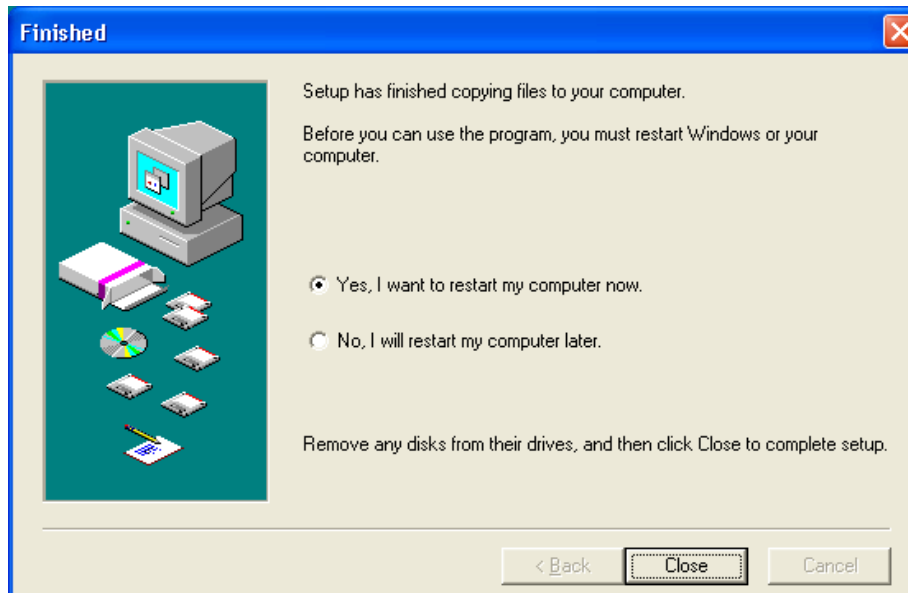 Finished
Setup has finished copying files to your computer.
Before you can use the program, you must restart Windows or your
computer.
Yes, I want to restart my computer now.
No, I will restart my computer later.
Remove any disks from their drives, and then click Close to complete setup.
< Back
Close
Cancel